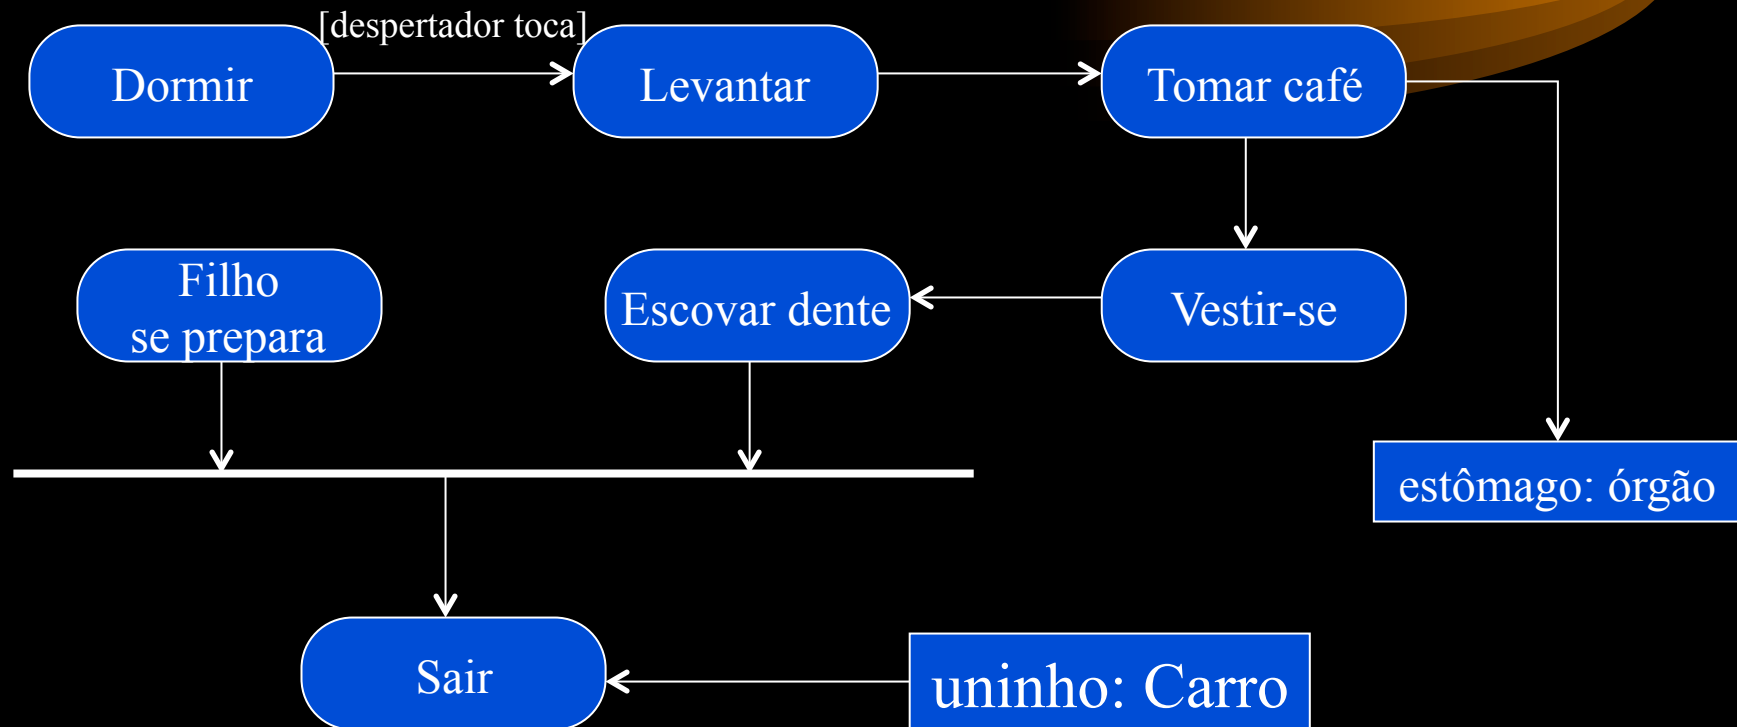 [despertador toca]
Dormir
Levantar
Tomar café
Filho
se prepara
Escovar dente
Vestir-se
estômago: órgão
Sair
uninho: Carro